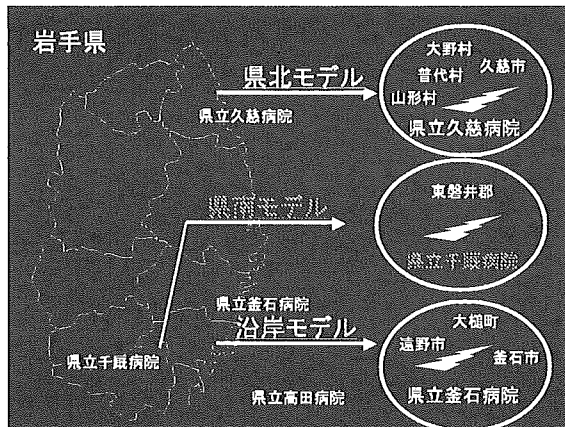 岩手県
県北モデル
県立久慈病院
大野村
普代村
久慈市
山形村
県立久慈病院
県南モデル
東磐井郡
県立千厩病院
県立釜石病院
沿岸モデル
県立千厩病院
県立高田病院
大槌町
遠野市
釜石市
県立釜石病院